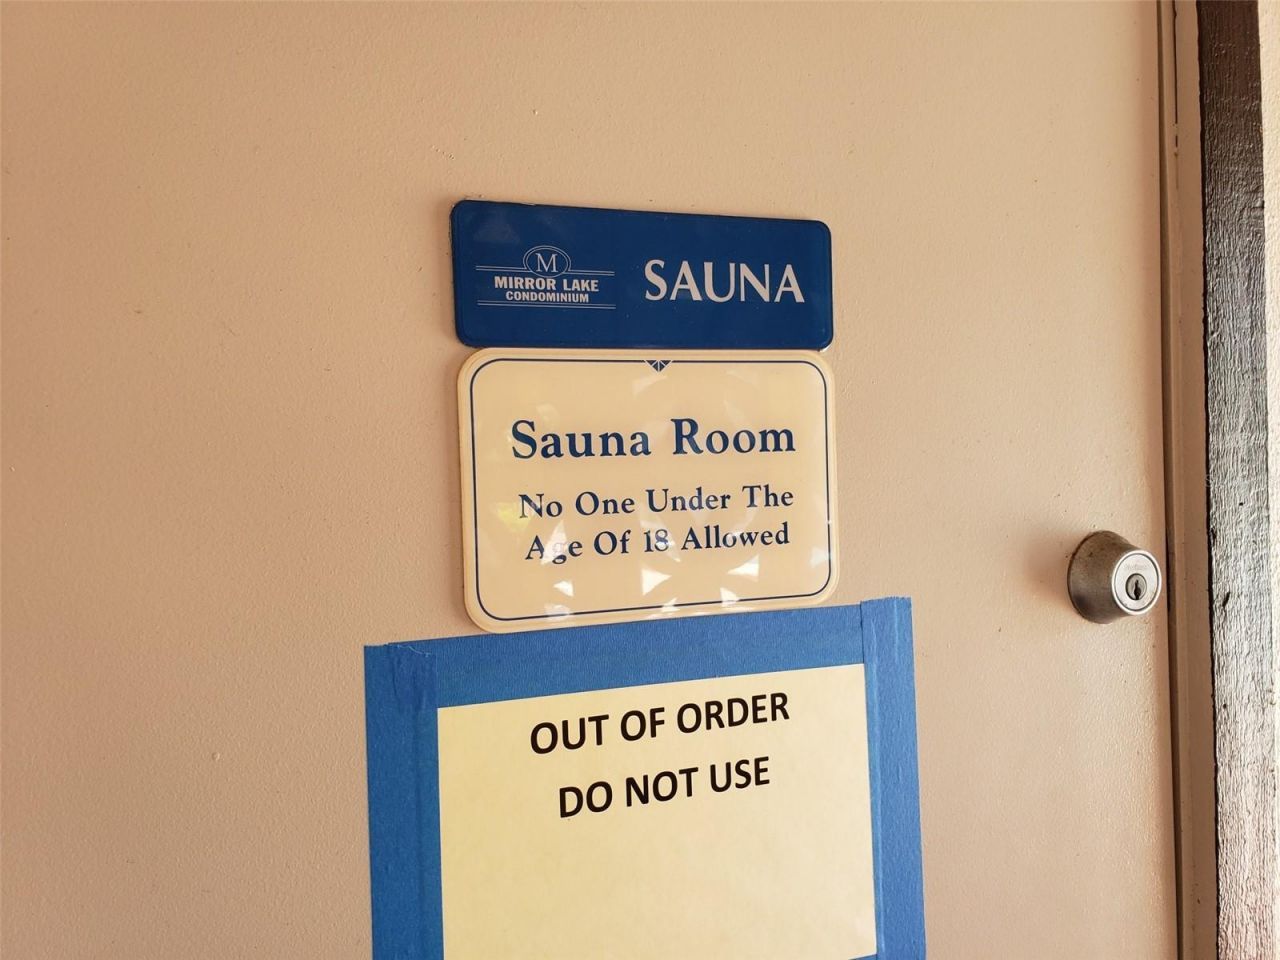 M
MIRROR LAKE
CONDOMINIUM
SAUNA
Sauna Room
No One Under The
Age Of 18 Allowed
OUT OF ORDER
DO NOT USE